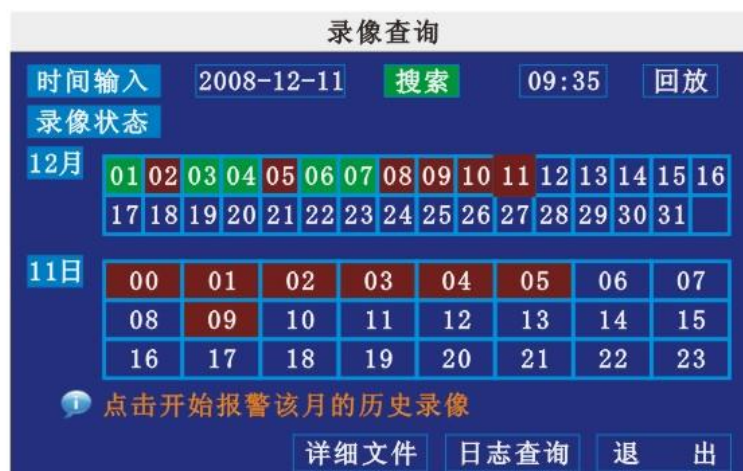 录像查询
时间输入 2008-12-11 搜索 09:35 回放
录像状态
12月 01 02 03 04 05 06 07 08 09 10 11 12 13 14 15 16
17 18 19 20 21 22 23 24 25 26 27 28 29 30 31
11日 00 01 02 03 04 05 06 07
08 09 10 11 12 13 14 15
16 17 18 19 20 21 22 23
点击开始报警该月的历史录像
详细文件 日志查询 退 出